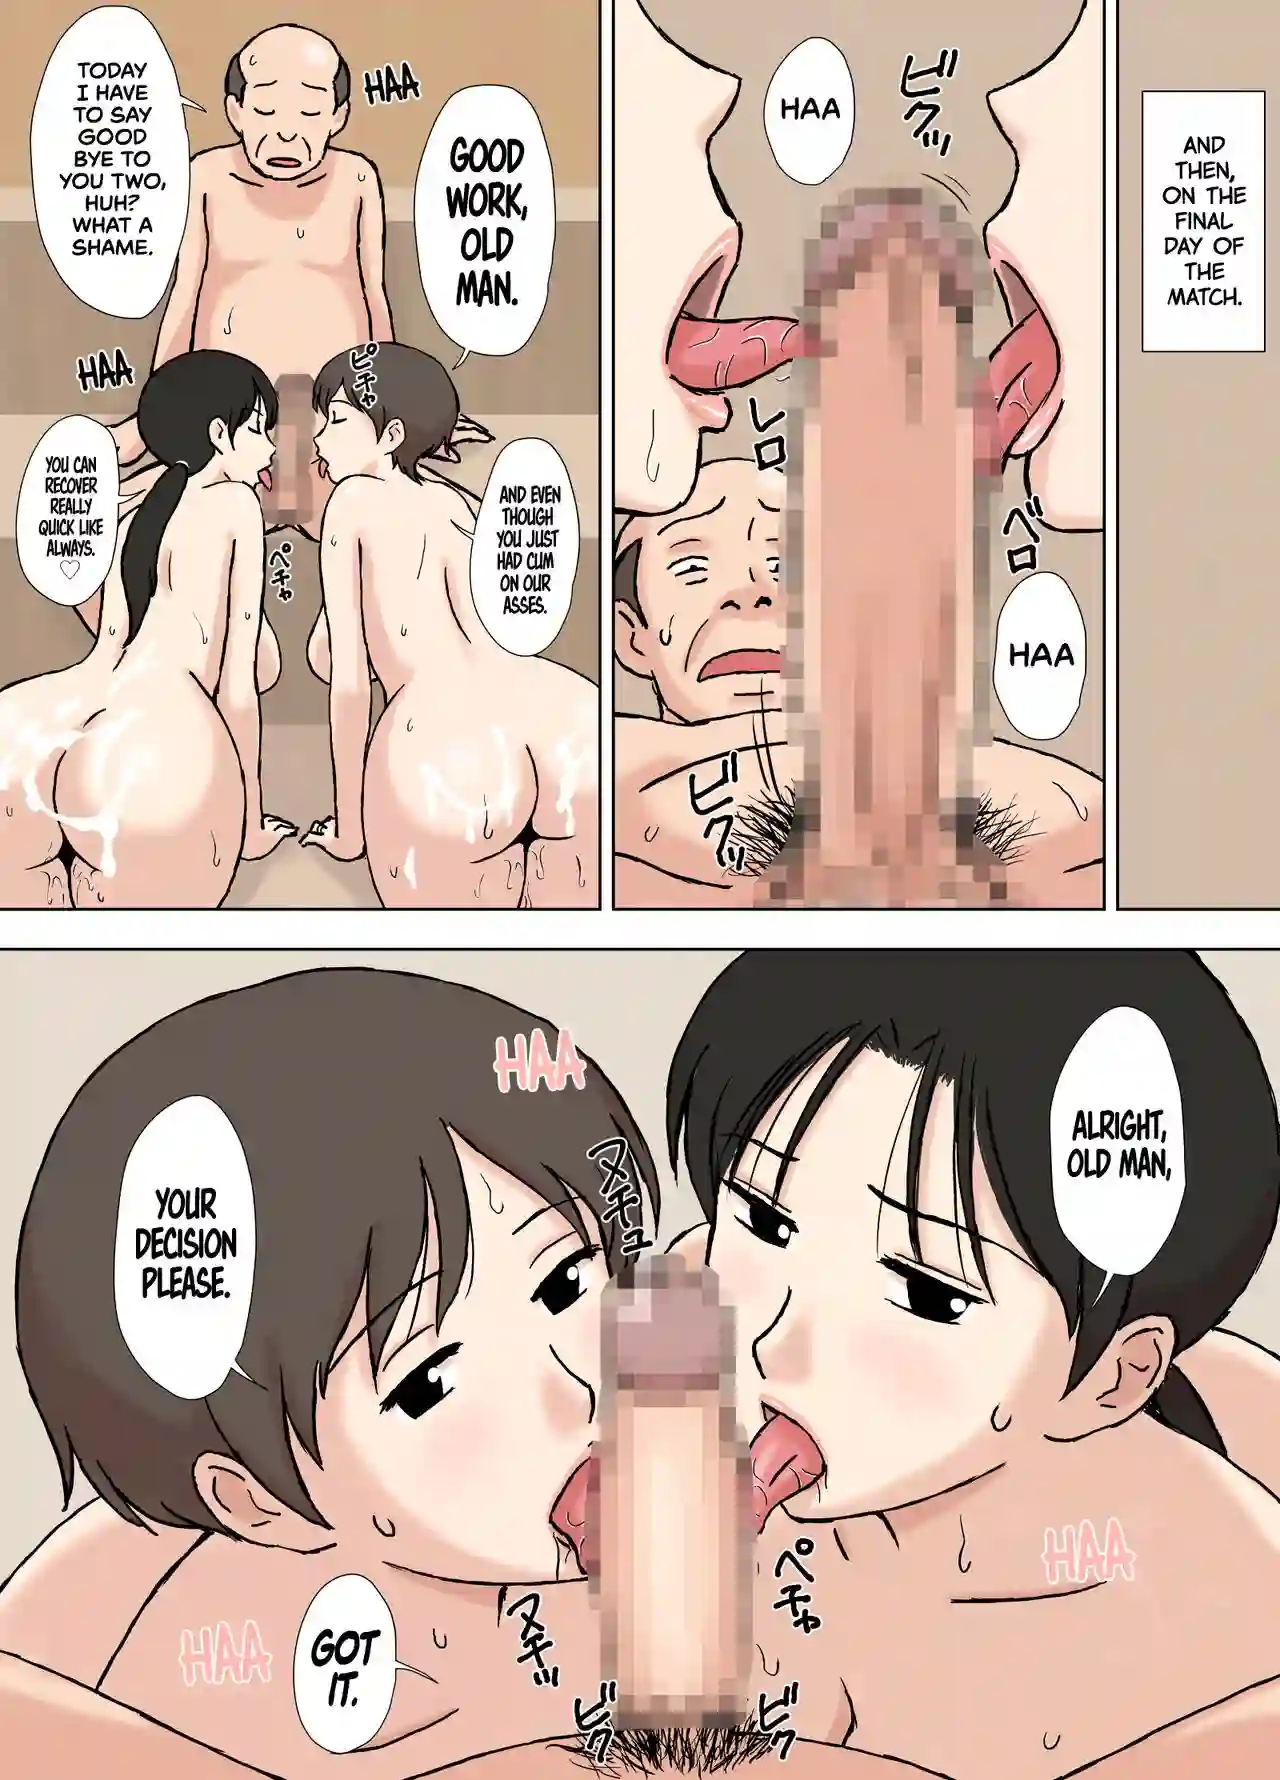 AND
THEN,
ON THE
FINAL
DAY OF
THE
MATCH.
HAA
ビクッ
レロ
ベロ
HAA
ビクッ
TODAY
I HAVE
TO SAY
GOOD
BYE TO
YOU TWO,
HUH?
WHAT A
SHAME.
HAA
GOOD
WORK,
OLD
MAN.
HAA
ピチャ
YOU CAN
RECOVER
REALLY
QUICK LIKE
ALWAYS.
♡
AND EVEN
THOUGH
YOU JUST
HAD CUM
ON OUR
ASSES.
ペチャ
ALRIGHT,
OLD MAN,
HAA
YOUR
DECISION
PLEASE.
ヌチュ
HAA
ペチャ
HAA
GOT
IT.
ヌチッ
ビク
ビク